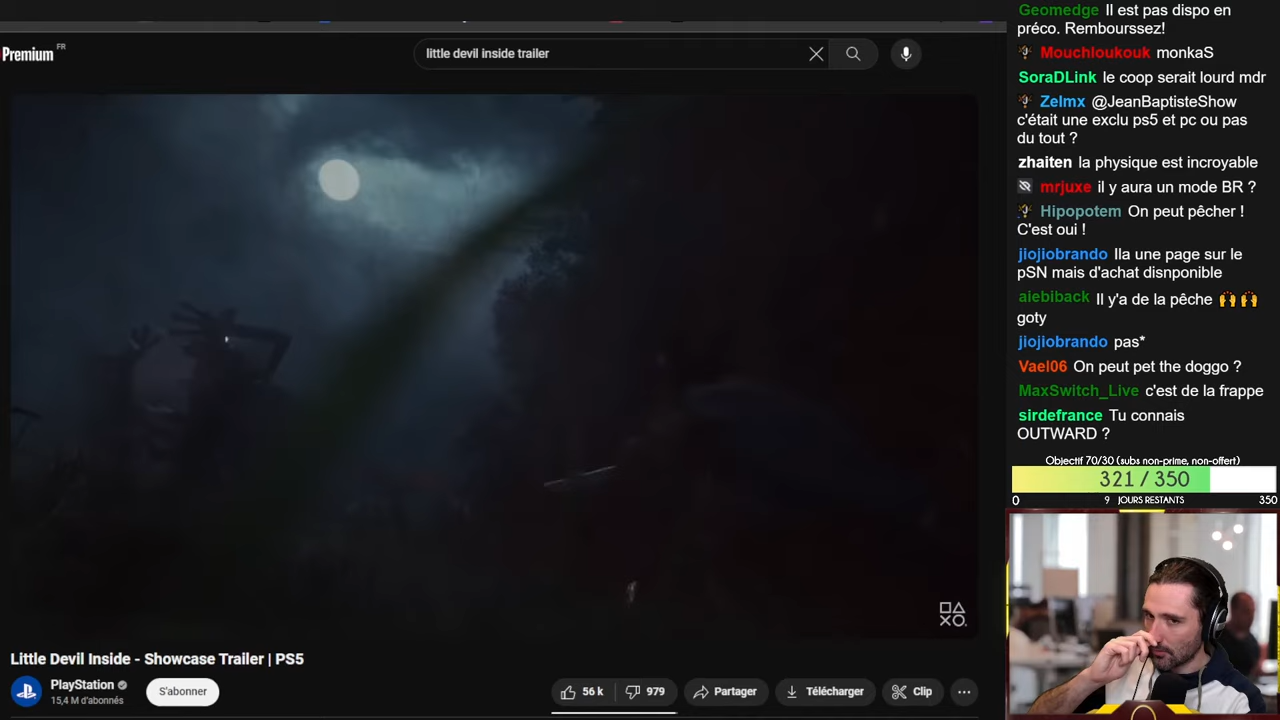 Premium FR
little devil inside trailer
Little Devil Inside - Showcase Trailer | PS5
PlayStation
15,4 M d'abonnés
S'abonner
56 k
979
Partager
Télécharger
Clip
Geomedge Il est pas dispo en
préco. Remboursez!
Mouchloukouk monkaS
SoraDLink le coop serait lourd mdr
Zelmx @JeanBaptisteShow
c'était une exclu ps5 et pc ou pas
du tout ?
zhaiten la physique est incroyable
mrjuxe il y aura un mode BR ?
Hipopotem On peut pêcher !
C'est oui !
jiojiobrando Ila une page sur le
pSN mais d'achat disnponible
aiebiback Il y'a de la pêche 🙌 🙌
goty
jiojiobrando pas*
Vael06 On peut pet the doggo ?
MaxSwitch_Live c'est de la frappe
sirdefrance Tu connais
OUTWARD ?
Objectif 70/30 (subs non-prime, non-offert)
321 / 350
0 9 JOURS RESTANTS 350